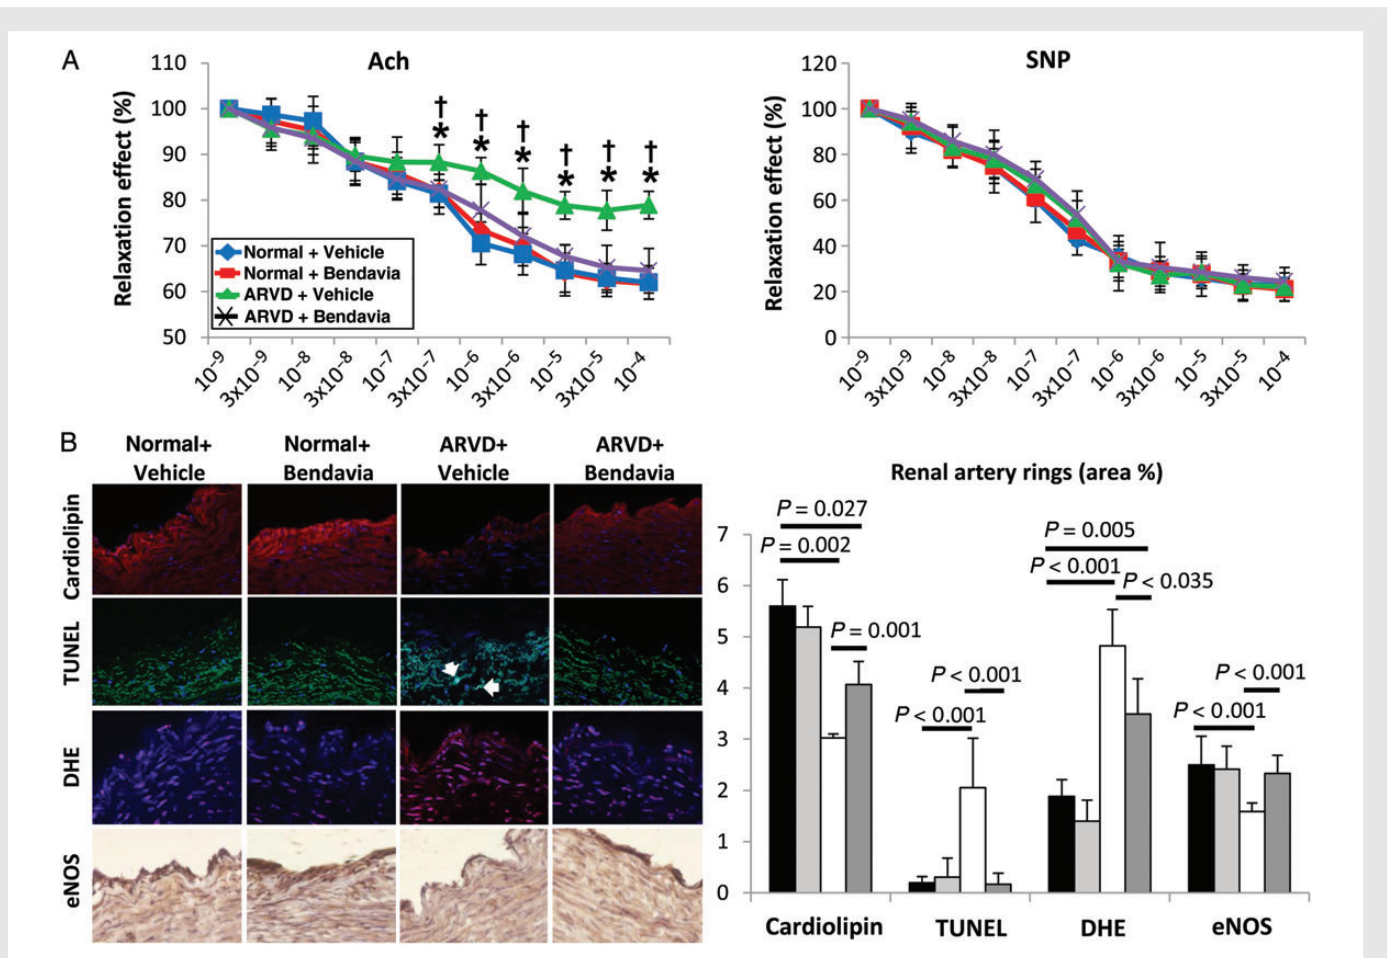 A
Ach
Relaxation effect (%)
110
100
90
80
70
60
50
Normal + Vehicle
Normal + Bendavia
ARVD + Vehicle
ARVD + Bendavia
†
*
†
*
†
*
†
*
†
*
†
*
10⁻⁹
3x10⁻⁹
10⁻⁸
3x10⁻⁸
10⁻⁷
3x10⁻⁷
10⁻⁶
3x10⁻⁶
10⁻⁵
3x10⁻⁵
10⁻⁴
SNP
Relaxation effect (%)
120
100
80
60
40
20
0
10⁻⁹
3x10⁻⁹
10⁻⁸
3x10⁻⁸
10⁻⁷
3x10⁻⁷
10⁻⁶
3x10⁻⁶
10⁻⁵
3x10⁻⁵
10⁻⁴
B
Normal+
Vehicle
Normal+
Bendavia
ARVD+
Vehicle
ARVD+
Bendavia
Cardiolipin
TUNEL
DHE
eNOS
Renal artery rings (area %)
7
6
5
4
3
2
1
0
P = 0.027
P = 0.002
P = 0.001
P < 0.001
P < 0.001
P = 0.005
P < 0.001
P < 0.035
P < 0.001
P < 0.001
Cardiolipin
TUNEL
DHE
eNOS